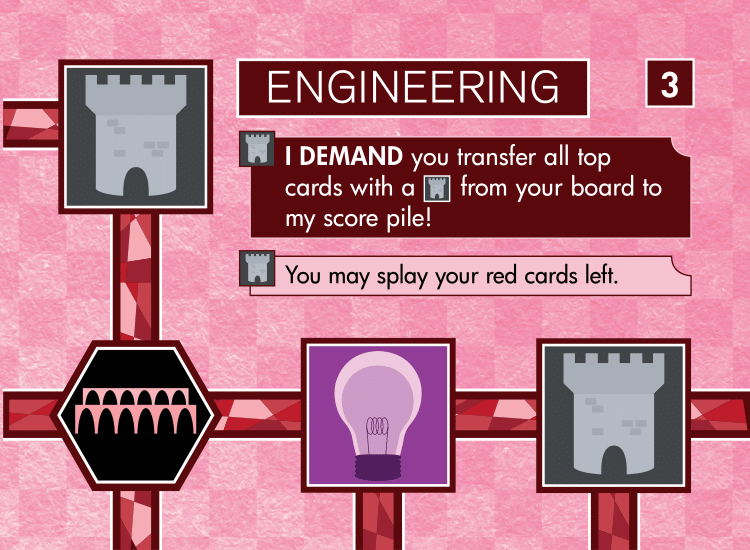 ENGINEERING
3
I DEMAND you transfer all top
cards with a from your board to
my score pile!
You may splay your red cards left.